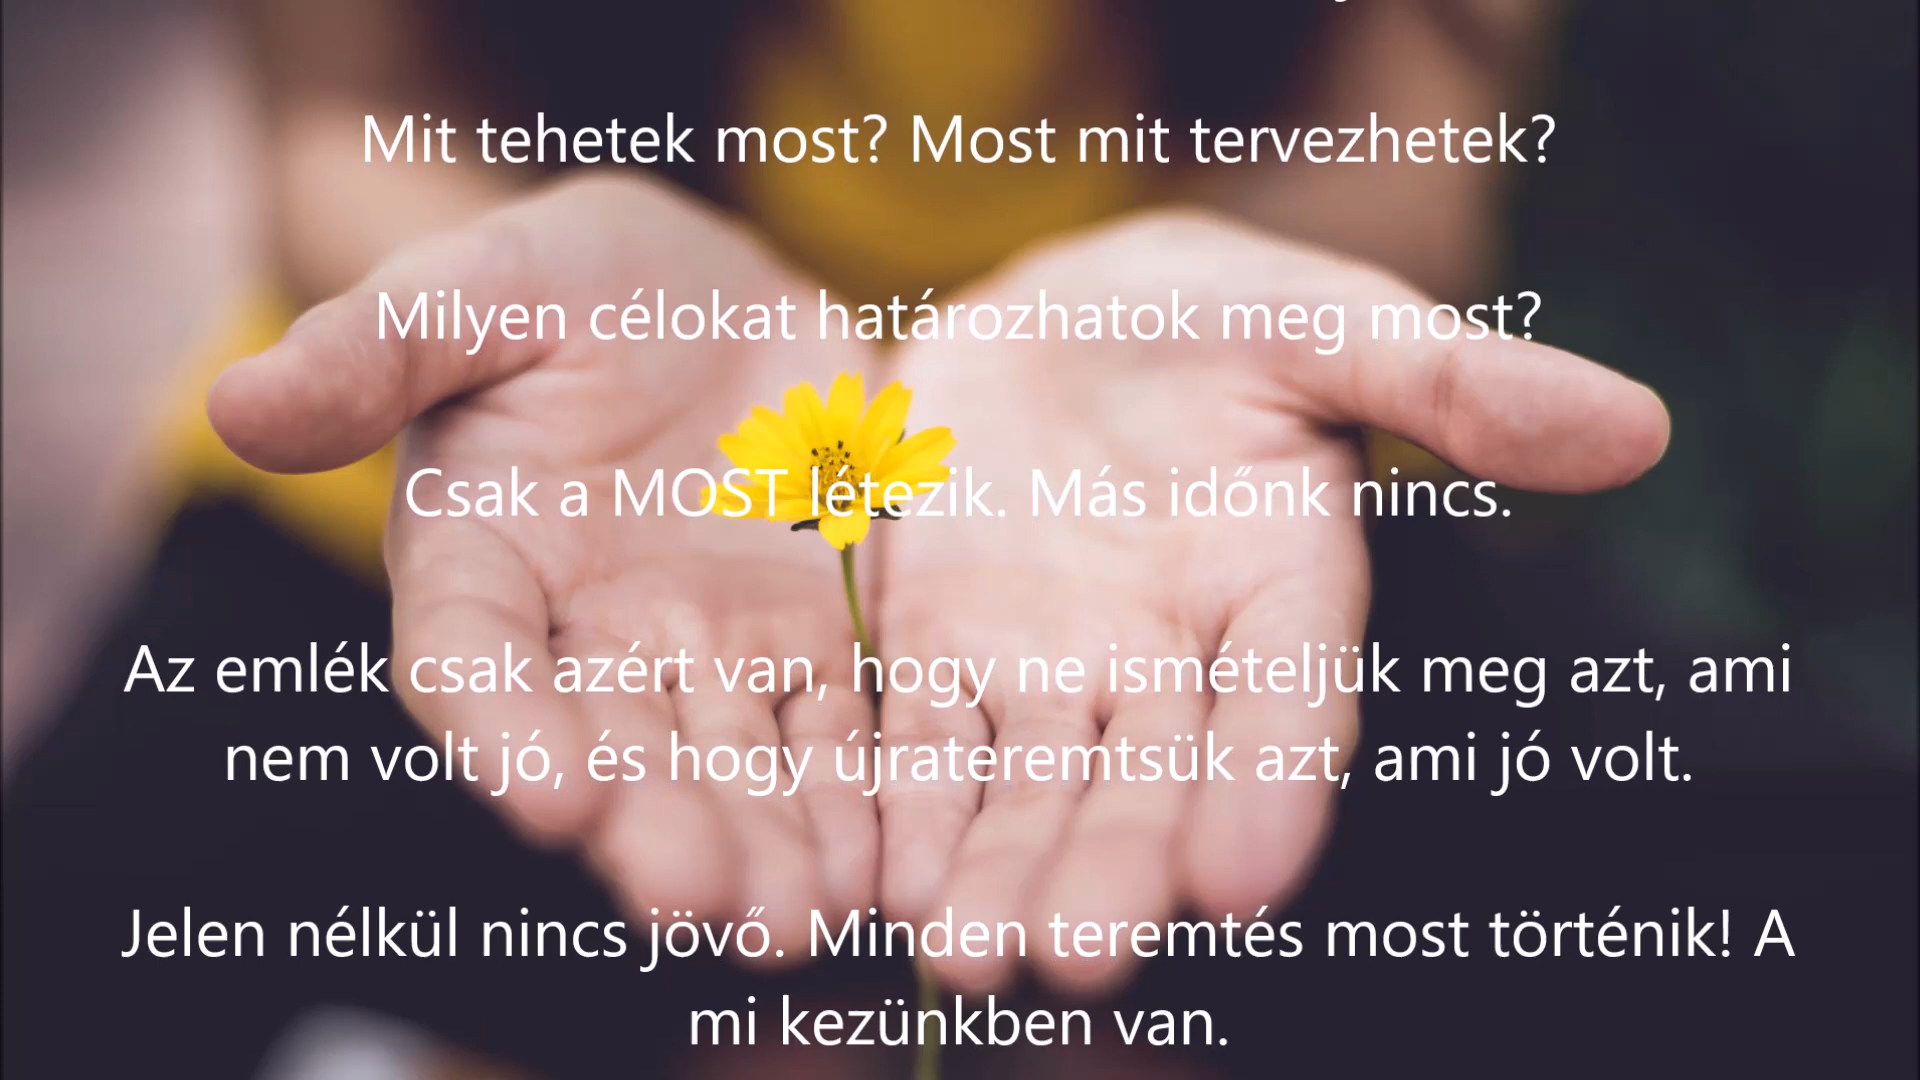 Mit tehetek most? Most mit tervezhetek?
Milyen célokat határozhatok meg most?
Csak a MOST létezik. Más időnk nincs.
Az emlék csak azért van, hogy ne ismételjük meg azt, ami
nem volt jó, és hogy újrateremtsük azt, ami jó volt.
Jelen nélkül nincs jövő. Minden teremtés most történik! A
mi kezünkben van.